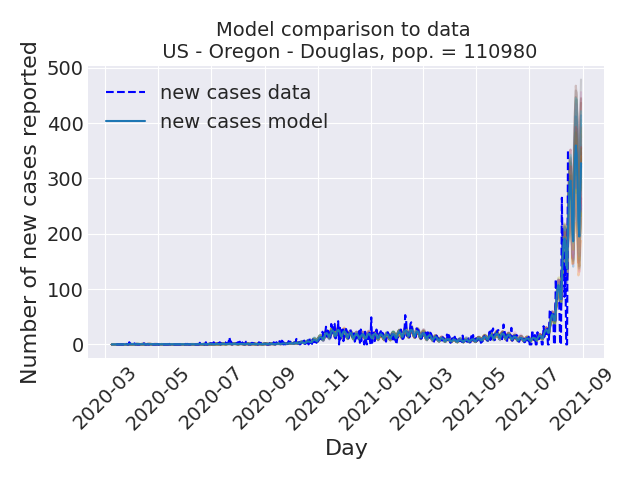 Model comparison to data
US - Oregon - Douglas, pop. = 110980
Number of new cases reported
500
400
300
200
100
0
new cases data
new cases model
2020-03
2020-05
2020-07
2020-09
2020-11
2021-01
2021-03
2021-05
2021-07
2021-09
Day